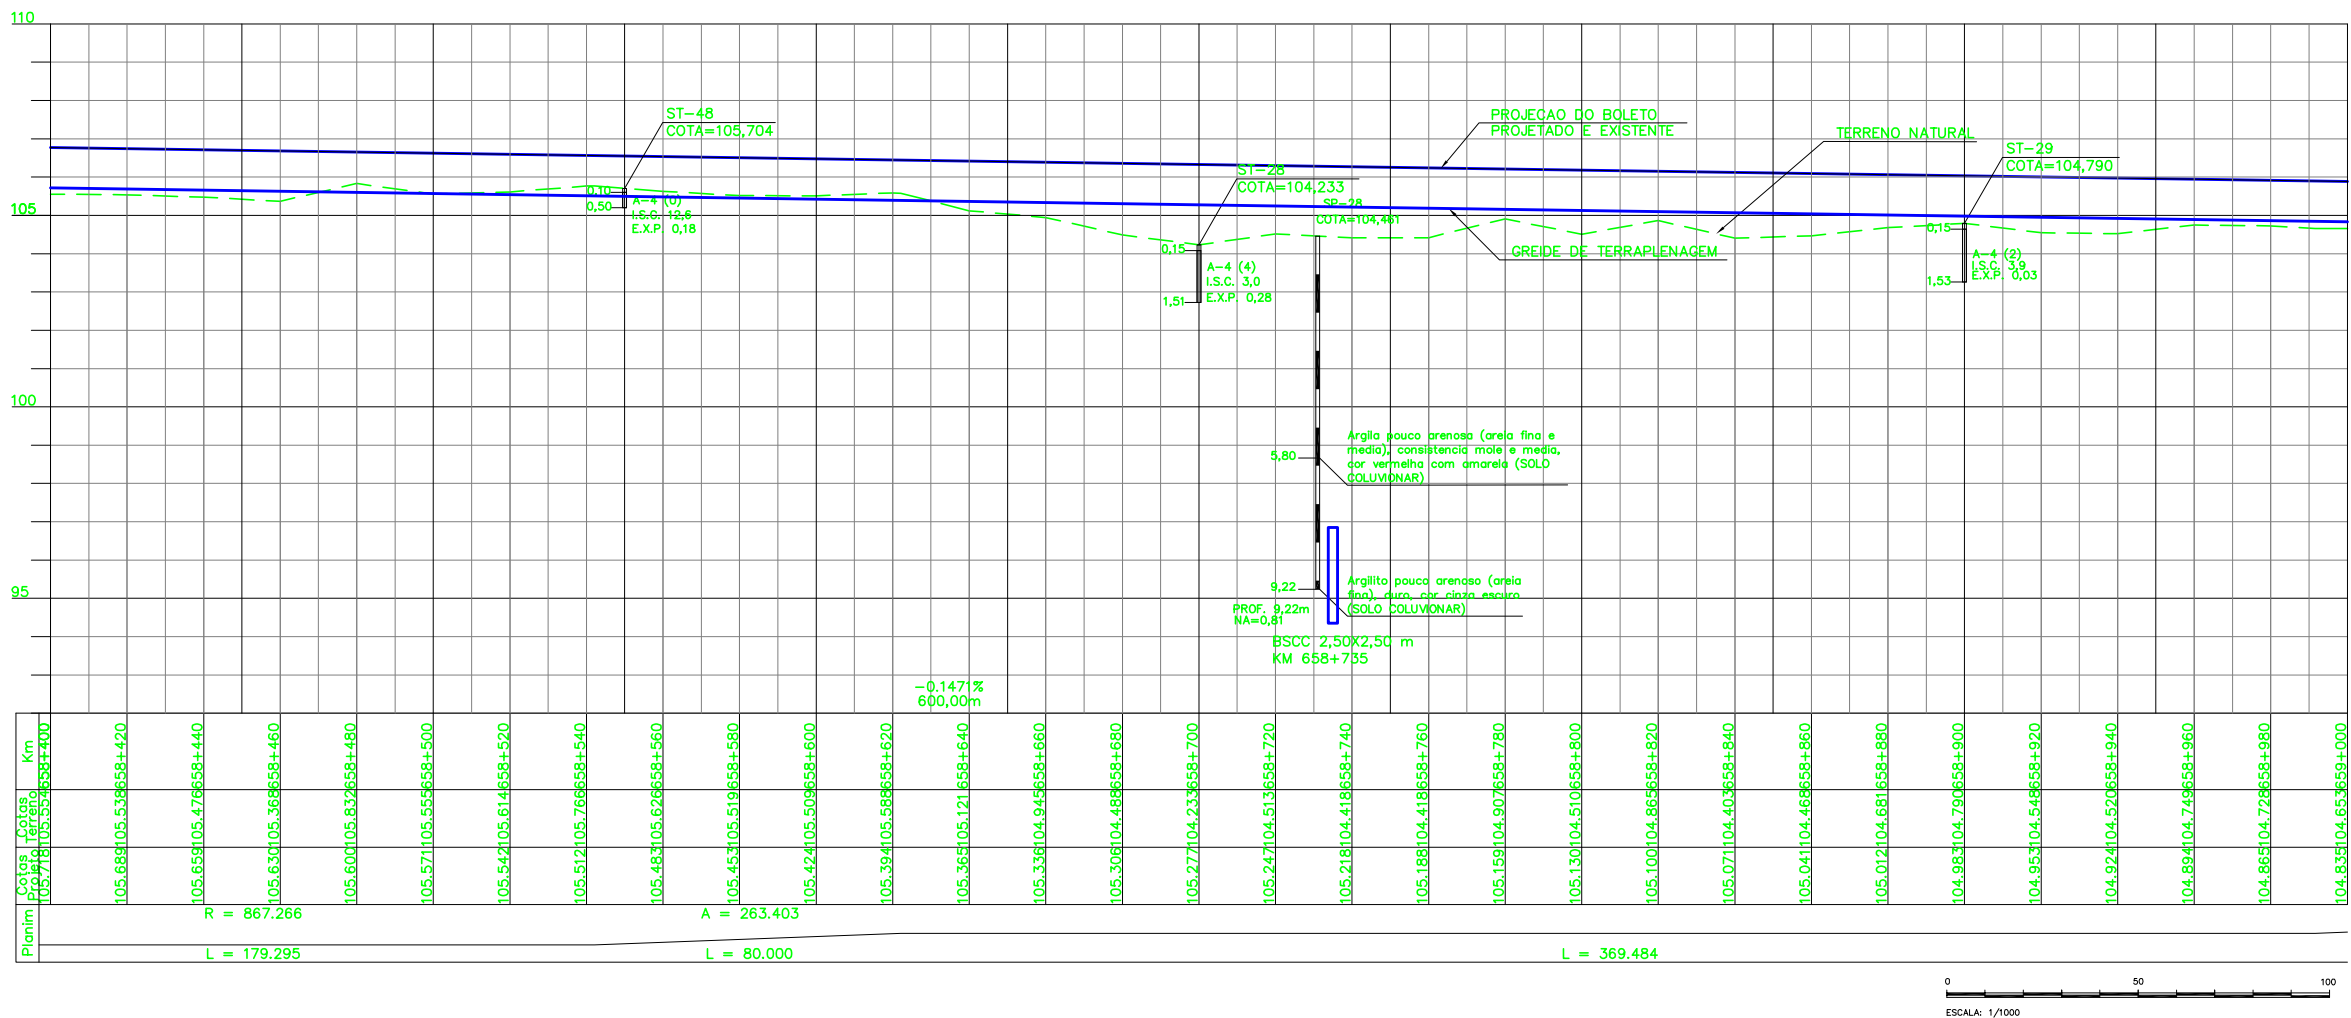 110
105
100
95
ST-48
COTA=105,704
0,10
0,50
A-4 (0)
I.S.C. 12,6
E.X.P. 0,18
ST-28
COTA=104,233
SP-28
COTA=104,461
0,15
1,51
A-4 (4)
I.S.C. 3,0
E.X.P. 0,28
PROJECAO DO BOLETO
PROJETADO E EXISTENTE
TERRENO NATURAL
ST-29
COTA=104,790
GREIDE DE TERRAPLENAGEM
0,15
1,53
A-4 (2)
I.S.C. 3,9
E.X.P. 0,03
5,80
Argila pouco arenosa (areia fina e
media), consistencia mole e media,
cor vermelha com amarela (SOLO
COLUVIONAR)
9,22
Argilito pouco arenoso (areia
fina), duro, cor cinza escuro
(SOLO COLUVIONAR)
PROF. 9,22m
NA=0,81
BSCC 2,50X2,50 m
KM 658+735
-0.1471%
600,00m
Km
658+400
658+420
658+440
658+460
658+480
658+500
658+520
658+540
658+560
658+580
658+600
658+620
658+640
658+660
658+680
658+700
658+720
658+740
658+760
658+780
658+800
658+820
658+840
658+860
658+880
658+900
658+920
658+940
658+960
658+980
659+000
Cotas
Terreno
105.554
105.538
105.476
105.368
105.832
105.555
105.614
105.766
105.626
105.519
105.509
105.588
105.121
104.945
104.488
104.233
104.513
104.418
104.418
104.907
104.510
104.865
104.403
104.468
104.681
104.790
104.548
104.520
104.749
104.728
104.653
Cotas
Projeto
105.718
105.689
105.659
105.630
105.600
105.571
105.542
105.512
105.483
105.453
105.424
105.394
105.365
105.336
105.306
105.277
105.247
105.218
105.188
105.159
105.130
105.100
105.071
105.041
105.012
104.983
104.953
104.924
104.894
104.865
104.835
Planim
R = 867.266
A = 263.403
L = 179.295
L = 80.000
L = 369.484
0
50
100
ESCALA: 1/1000